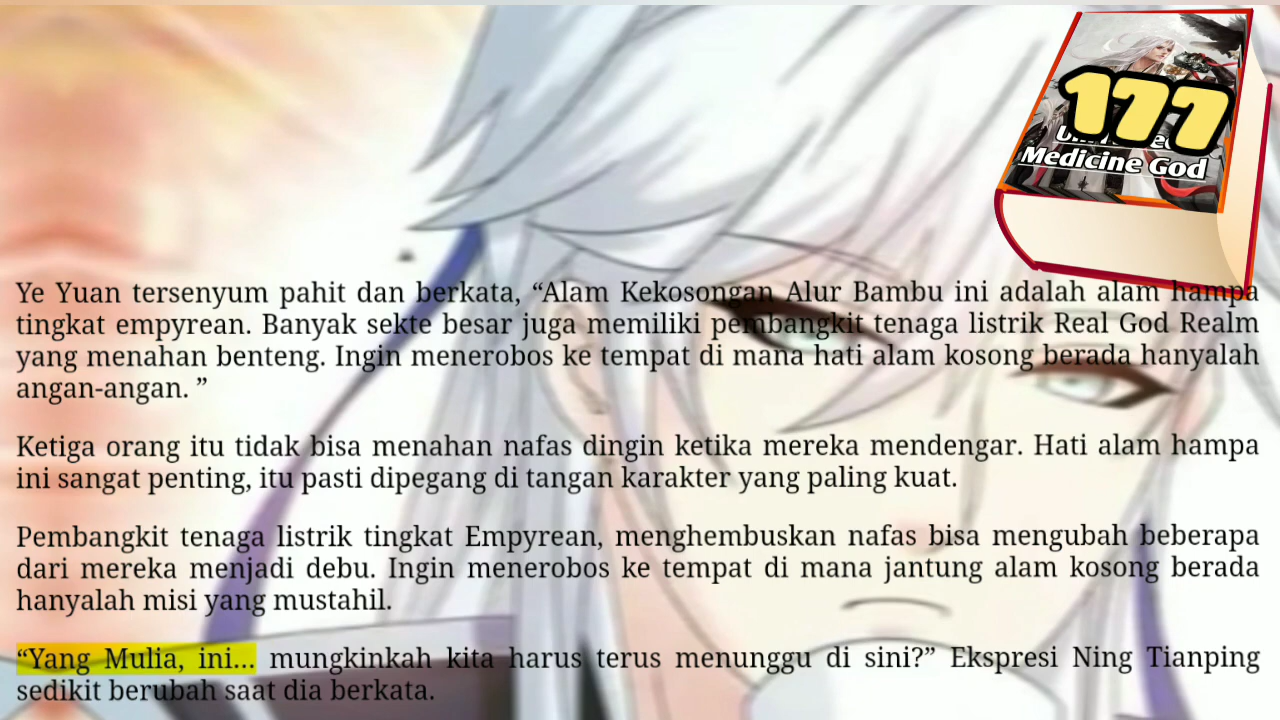 177
Medicine God
Ye Yuan tersenyum pahit dan berkata, “Alam Kekosongan Alur Bambu ini adalah alam hampa
tingkat empyrean. Banyak sekte besar juga memiliki pembangkit tenaga listrik Real God Realm
yang menahan benteng. Ingin menerobos ke tempat di mana hati alam kosong berada hanyalah
angan-angan. ”
Ketiga orang itu tidak bisa menahan nafas dingin ketika mereka mendengar. Hati alam hampa
ini sangat penting, itu pasti dipegang di tangan karakter yang paling kuat.
Pembangkit tenaga listrik tingkat Empyrean, menghembuskan nafas bisa mengubah beberapa
dari mereka menjadi debu. Ingin menerobos ke tempat di mana jantung alam kosong berada
hanyalah misi yang mustahil.
“Yang Mulia, ini... mungkinkah kita harus terus menunggu di sini?” Ekspresi Ning Tianping
sedikit berubah saat dia berkata.